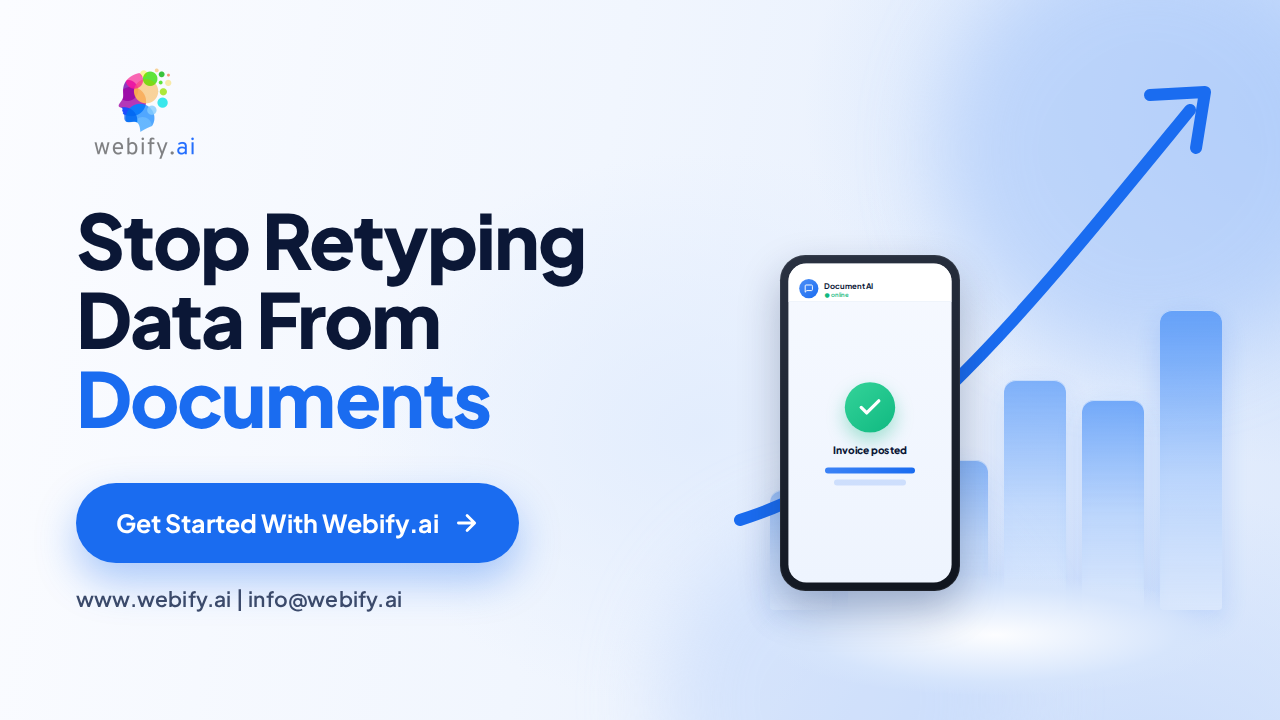 webify.ai
Stop Retyping
Data From
Documents
Get Started With Webify.ai
www.webify.ai | info@webify.ai
Document AI
online
Invoice posted